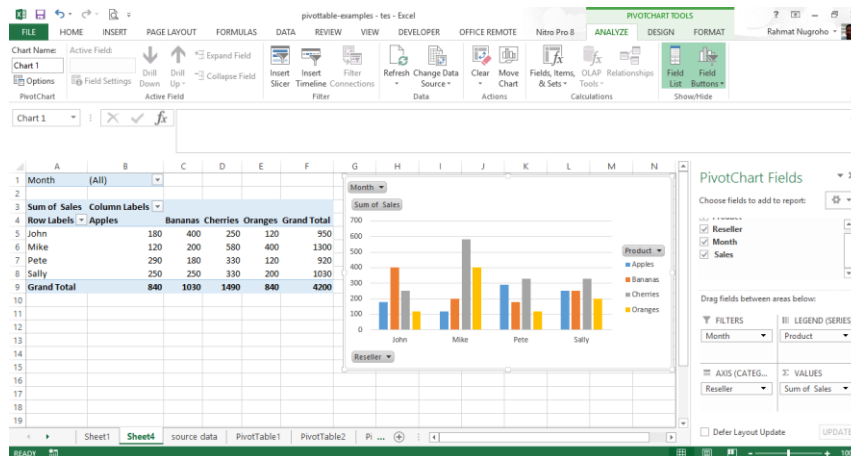 pivottable-examples - tes - Excel
PIVOTCHART TOOLS
FILE HOME INSERT PAGE LAYOUT FORMULAS DATA REVIEW VIEW DEVELOPER OFFICE REMOTE Nitro Pro 8 ANALYZE DESIGN FORMAT Rahmat Nugroho
Chart Name:
Chart 1
Options
PivotChart
Active Field:
Field Settings
Drill Down
Drill Up
Expand Field
Collapse Field
Active Field
Insert Slicer
Insert Timeline
Filter Connections
Filter
Refresh
Change Data Source
Data
Clear
Move Chart
Actions
Fields, Items, & Sets
OLAP Tools
Relationships
Calculations
Field List
Field Buttons
Show/Hide
Chart 1
fx
A B C D E F G H I J K L M N
1 Month (All)
2
3 Sum of Sales Column Labels
4 Row Labels Apples Bananas Cherries Oranges Grand Total
5 John 180 400 250 120 950
6 Mike 120 200 580 400 1300
7 Pete 290 180 330 120 920
8 Sally 250 250 330 200 1030
9 Grand Total 840 1030 1490 840 4200
10
11
12
13
14
15
16
17
18
19
Month
Sum of Sales
700
600
500
400
300
200
100
0
John Mike Pete Sally
Product
Apples
Bananas
Cherries
Oranges
Reseller
PivotChart Fields
Choose fields to add to report:
Reseller
Month
Sales
Drag fields between areas below:
FILTERS
Month
LEGEND (SERIES
Product
AXIS (CATEG...
Reseller
Σ VALUES
Sum of Sales
Defer Layout Update
UPDATE
Sheet1 Sheet4 source data PivotTable1 PivotTable2 Pi ...
READY
100